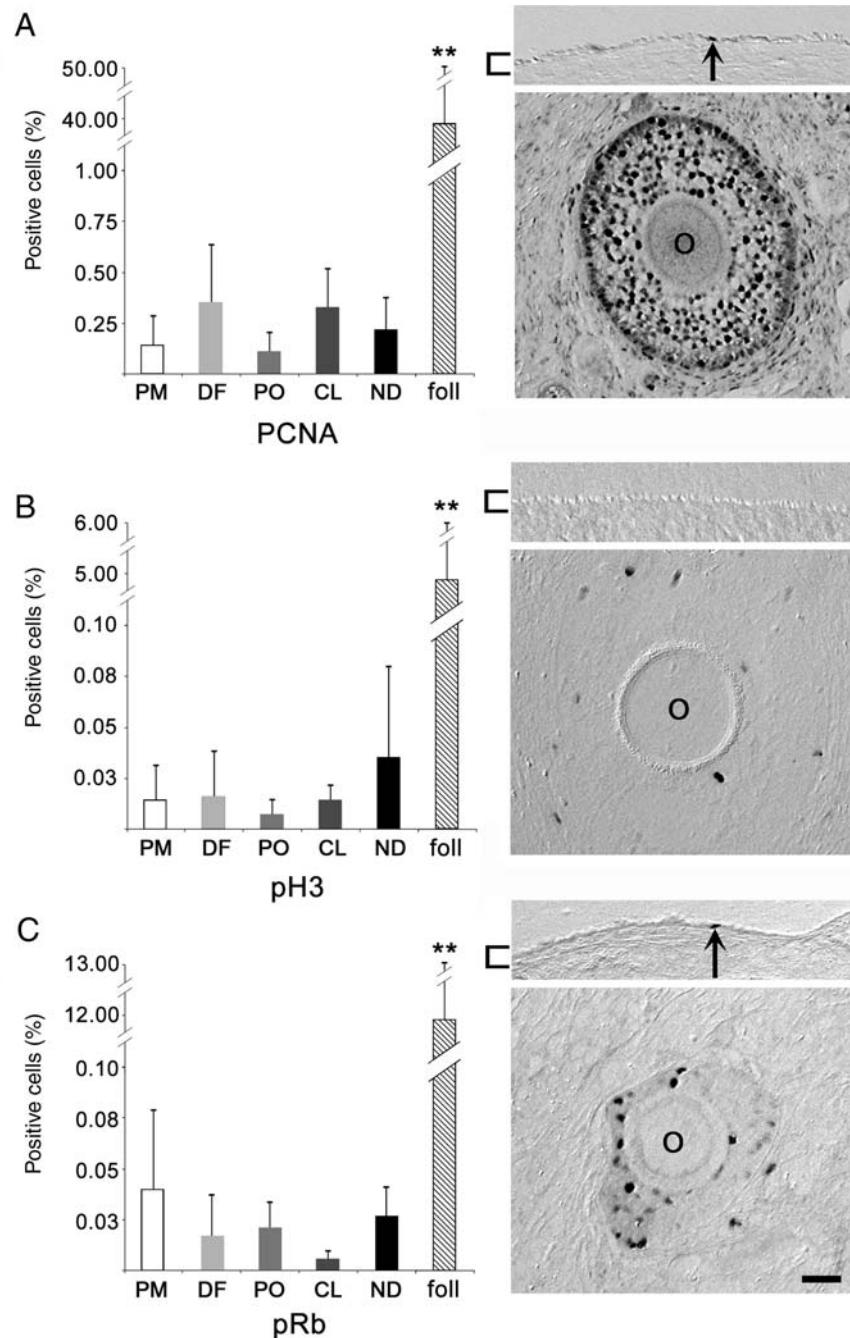 A
Positive cells (%)
50.00
40.00
1.00
0.75
0.50
0.25
**
PM DF PO CL ND foll
PCNA
O
B
Positive cells (%)
6.00
5.00
0.10
0.08
0.05
0.03
**
PM DF PO CL ND foll
pH3
O
C
Positive cells (%)
13.00
12.00
0.10
0.08
0.05
0.03
**
PM DF PO CL ND foll
pRb
O